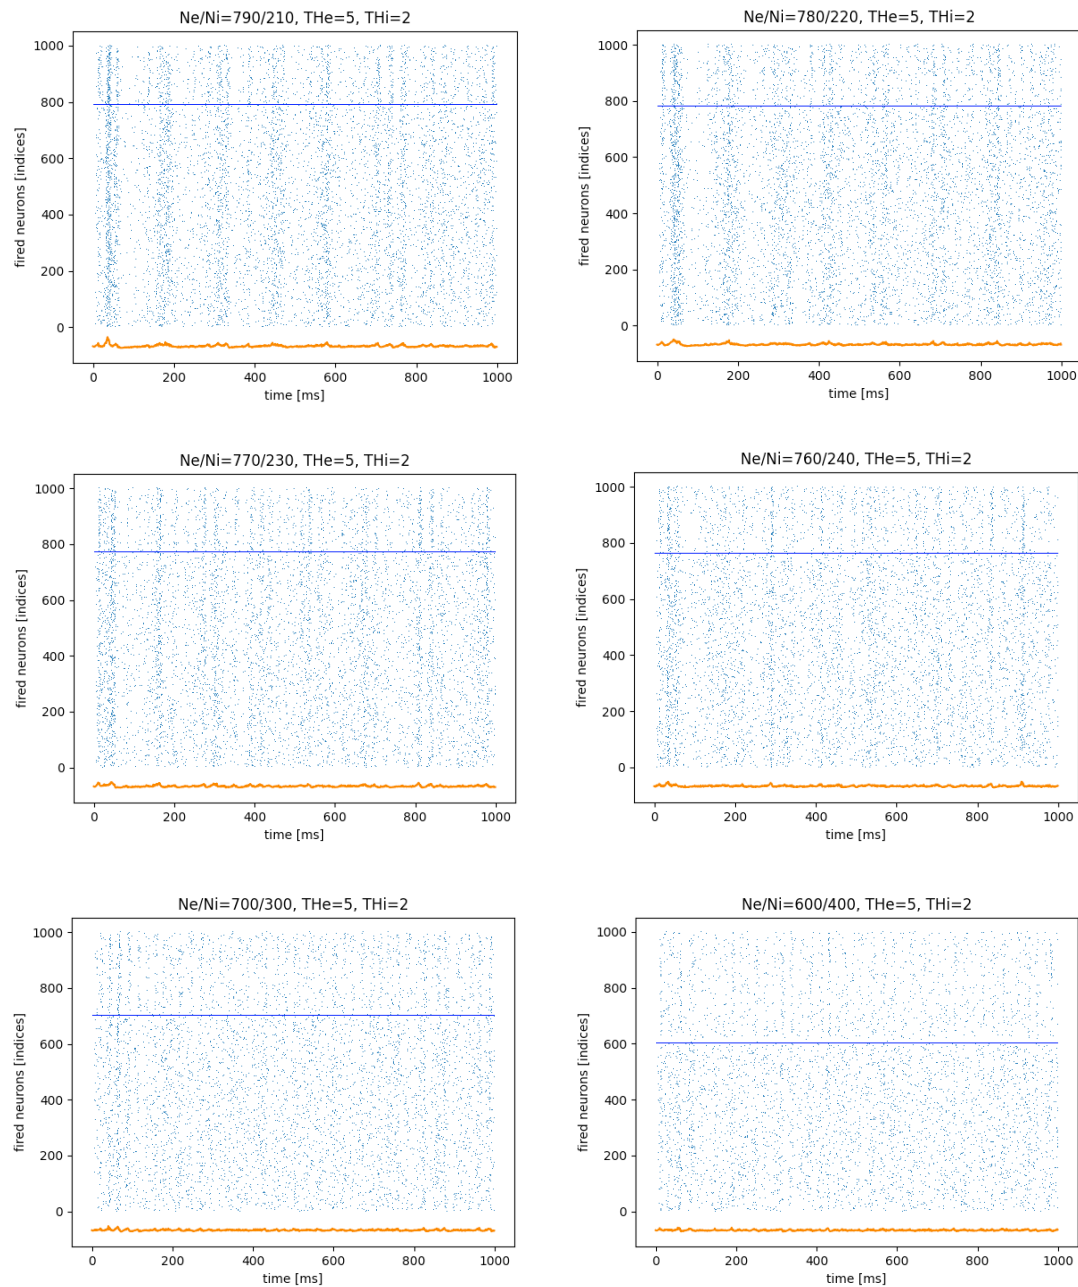 Ne/Ni=790/210, THe=5, THi=2
1000
800
600
400
200
0
fired neurons [indices]
0 200 400 600 800 1000
time [ms]
Ne/Ni=780/220, THe=5, THi=2
1000
800
600
400
200
0
fired neurons [indices]
0 200 400 600 800 1000
time [ms]
Ne/Ni=770/230, THe=5, THi=2
1000
800
600
400
200
0
fired neurons [indices]
0 200 400 600 800 1000
time [ms]
Ne/Ni=760/240, THe=5, THi=2
1000
800
600
400
200
0
fired neurons [indices]
0 200 400 600 800 1000
time [ms]
Ne/Ni=700/300, THe=5, THi=2
1000
800
600
400
200
0
fired neurons [indices]
0 200 400 600 800 1000
time [ms]
Ne/Ni=600/400, THe=5, THi=2
1000
800
600
400
200
0
fired neurons [indices]
0 200 400 600 800 1000
time [ms]